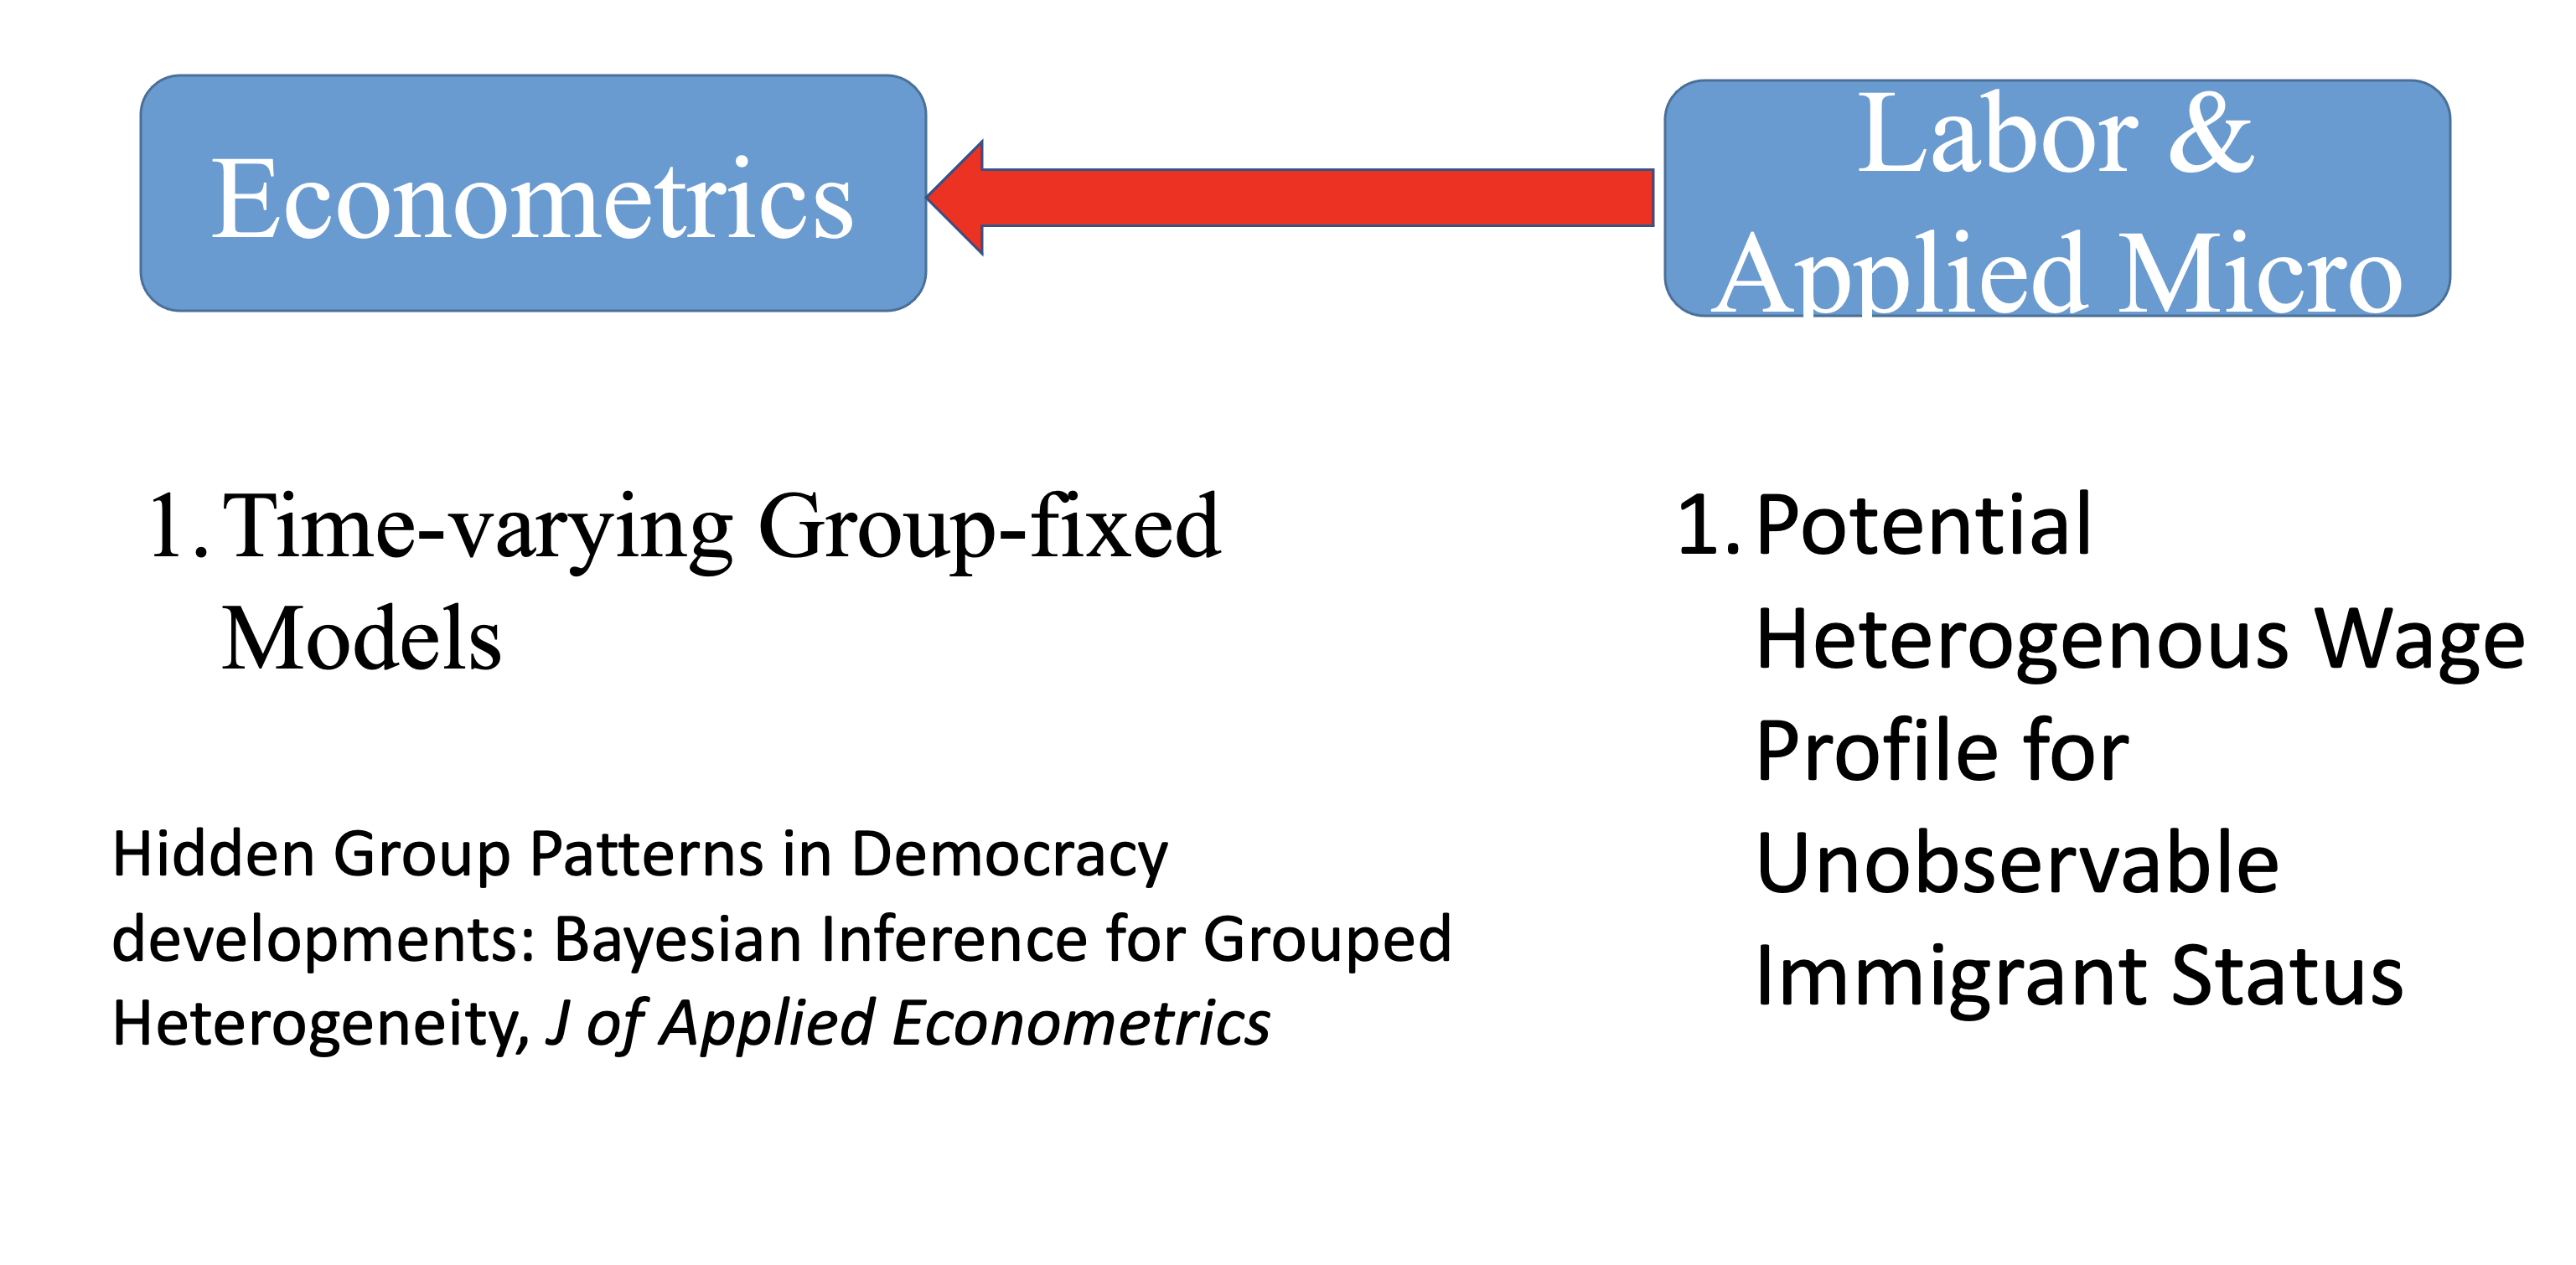 Econometrics
Labor &
Applied Micro
1. Time-varying Group-fixed
Models
Hidden Group Patterns in Democracy
developments: Bayesian Inference for Grouped
Heterogeneity, J of Applied Econometrics
1. Potential
Heterogenous Wage
Profile for
Unobservable
Immigrant Status